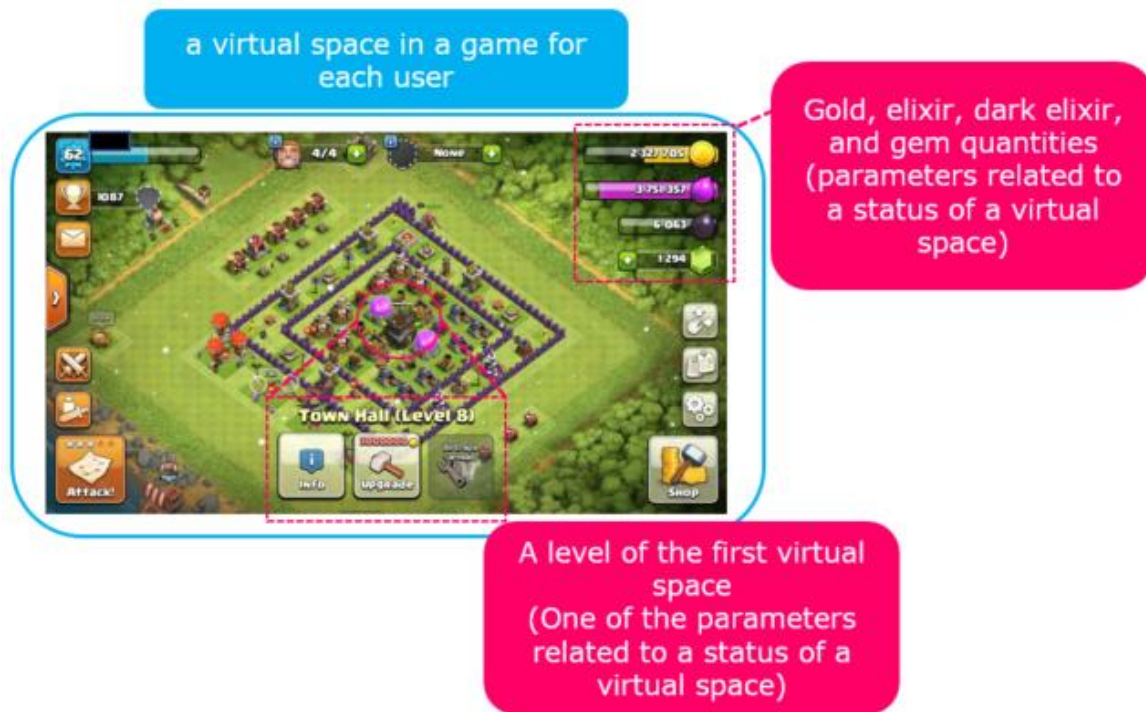 a virtual space in a game for
each user
Gold, elixir, dark elixir,
and gem quantities
(parameters related to
a status of a virtual
space)
62
4/4
None
2 327 705
1087
3 751 357
6 063
1 294
Town Hall (Level 8)
3000000
Info
Upgrade
Attack!
Shop
A level of the first virtual
space
(One of the parameters
related to a status of a
virtual space)